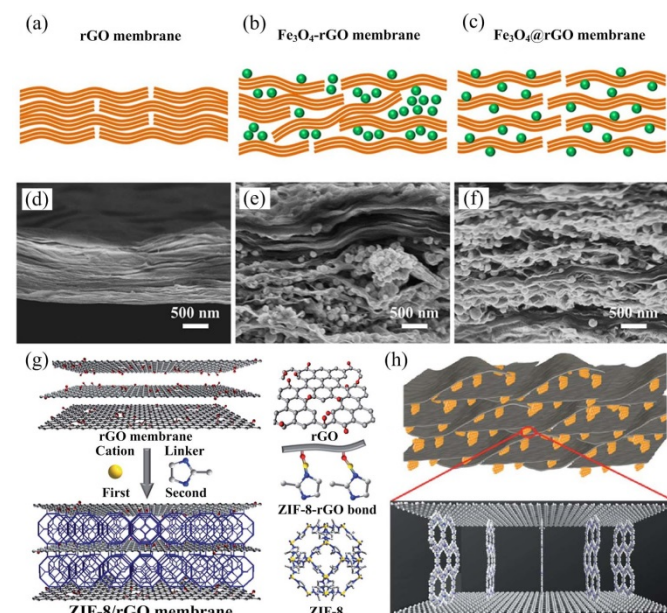 (a)
rGO membrane
(b)
Fe₃O₄-rGO membrane
(c)
Fe₃O₄@rGO membrane
(d)
500 nm
(e)
500 nm
(f)
500 nm
(g)
rGO membrane
Cation Linker
First Second
ZIF-8/rGO membrane
rGO
ZIF-8-rGO bond
ZIF-8
(h)